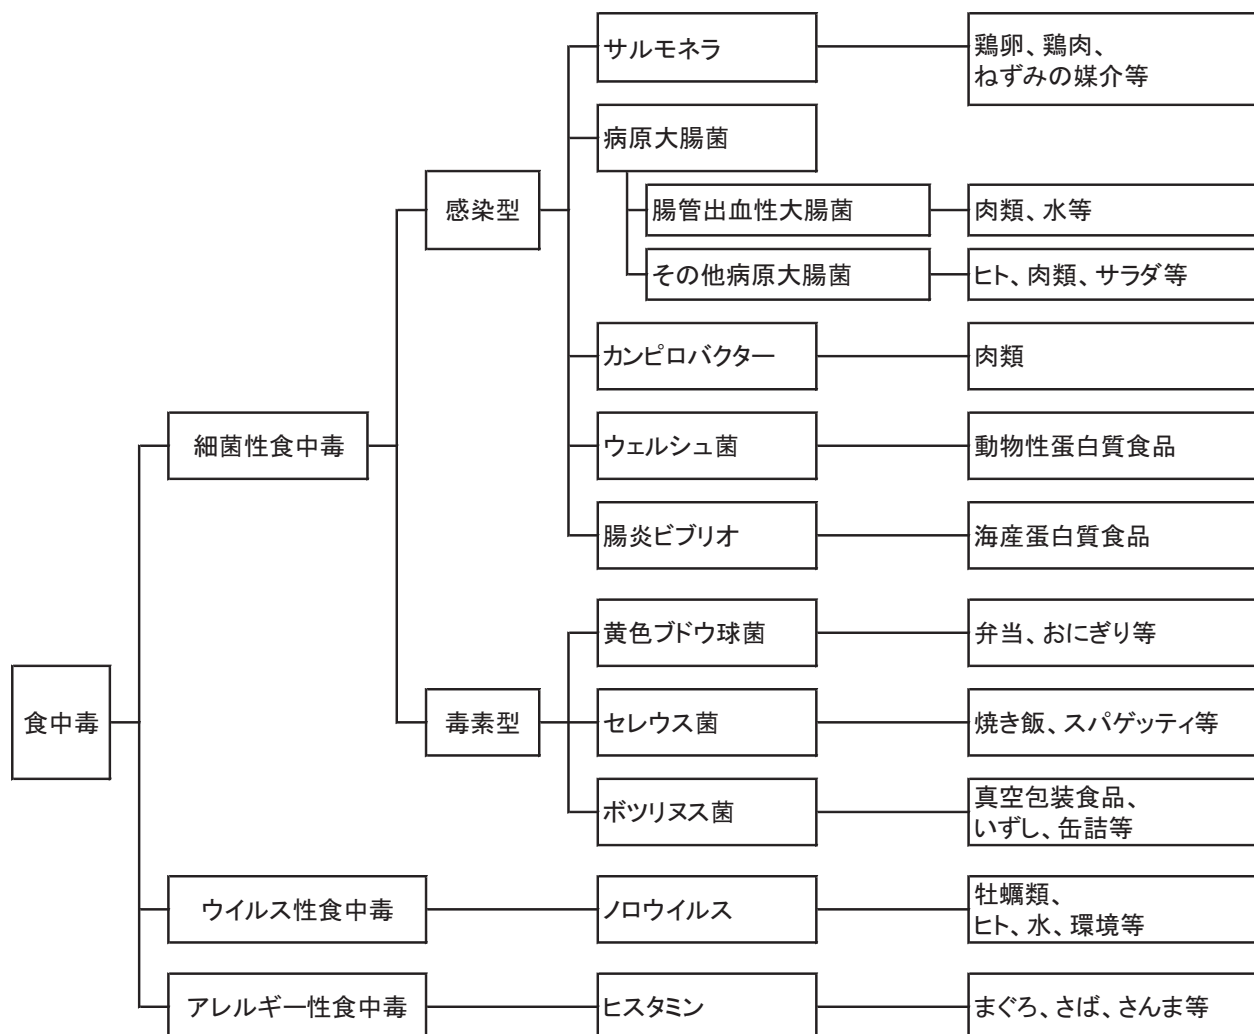 サルモネラ
鶏卵、鶏肉、
ねずみの媒介等
病原大腸菌
感染型
腸管出血性大腸菌
肉類、水等
その他病原大腸菌
ヒト、肉類、サラダ等
カンピロバクター
肉類
細菌性食中毒
ウェルシュ菌
動物性蛋白質食品
腸炎ビブリオ
海産蛋白質食品
黄色ブドウ球菌
弁当、おにぎり等
食中毒
毒素型
セレウス菌
焼き飯、スパゲッティ等
ボツリヌス菌
真空包装食品、
いずし、缶詰等
ウイルス性食中毒
ノロウイルス
牡蠣類、
ヒト、水、環境等
アレルギー性食中毒
ヒスタミン
まぐろ、さば、さんま等